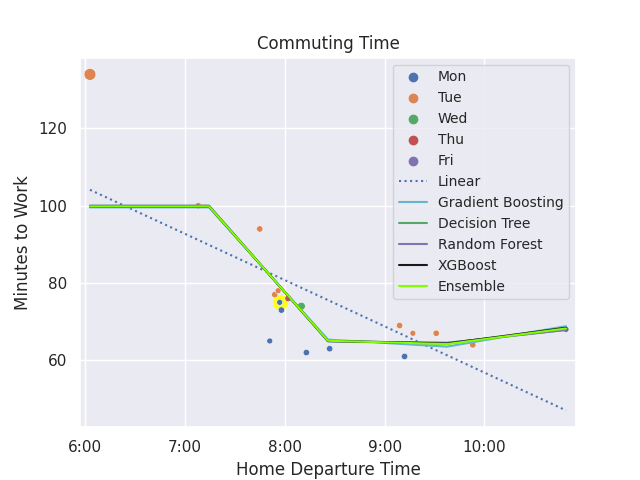 Commuting Time
Mon
Tue
Wed
Thu
Fri
Linear
Gradient Boosting
Decision Tree
Random Forest
XGBoost
Ensemble
120
100
80
60
Minutes to Work
6:00 7:00 8:00 9:00 10:00
Home Departure Time